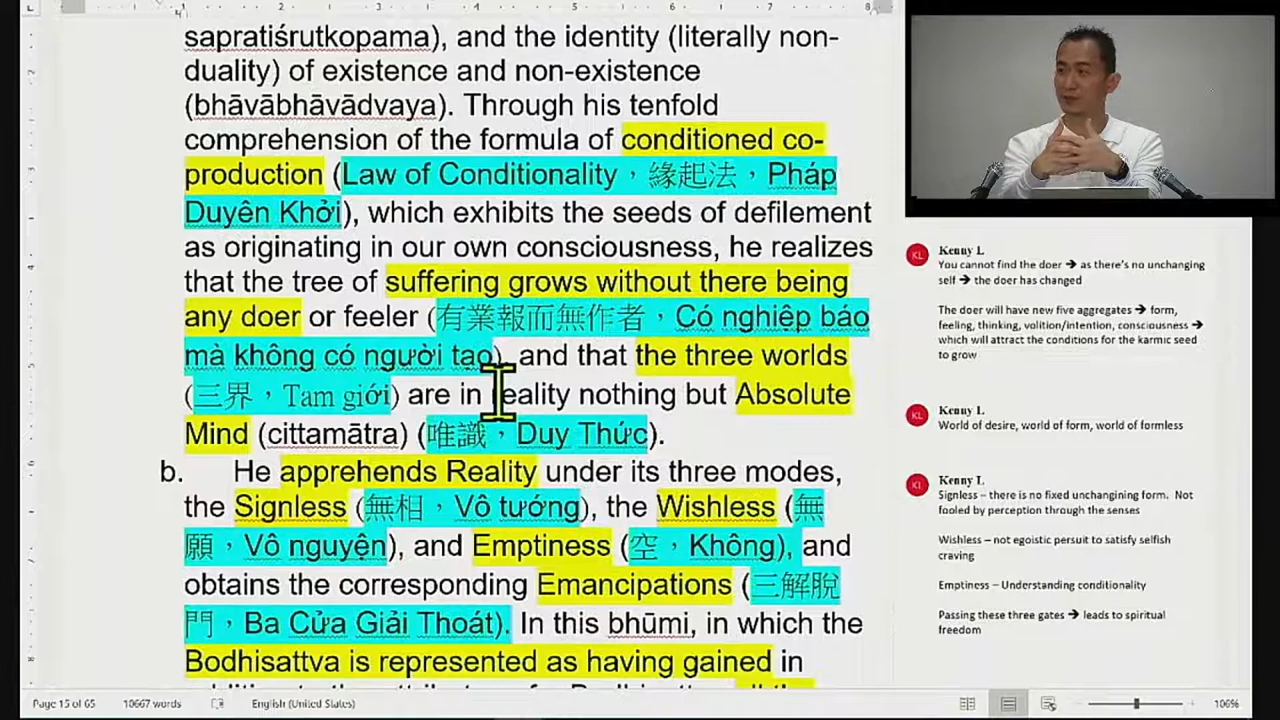 sapratiśrutkopama), and the identity (literally non-
duality) of existence and non-existence
(bhāvābhāvādvaya). Through his tenfold
comprehension of the formula of conditioned co-
production (Law of Conditionality，緣起法，Pháp
Duyên Khởi), which exhibits the seeds of defilement
as originating in our own consciousness, he realizes
that the tree of suffering grows without there being
any doer or feeler (有業報而無作者，Có nghiệp báo
mà không có người tạo), and that the three worlds
(三界，Tam giới) are in reality nothing but Absolute
Mind (cittamātra) (唯識，Duy Thức).
b. He apprehends Reality under its three modes,
the Signless (無相，Vô tướng), the Wishless (無
願，Vô nguyện), and Emptiness (空，Không), and
obtains the corresponding Emancipations (三解脫
門，Ba Cửa Giải Thoát). In this bhūmi, in which the
Bodhisattva is represented as having gained in
KL Kenny L
You cannot find the doer → as there's no unchanging
self → the doer has changed
The doer will have new five aggregates → form,
feeling, thinking, volition/intention, consciousness →
which will attract the conditions for the karmic seed
to grow
KL Kenny L
World of desire, world of form, world of formless
KL Kenny L
Signless – there is no fixed unchangining form. Not
fooled by perception through the senses
Wishless – not egoistic persuit to satisfy selfish
craving
Emptiness – Understanding conditionality
Passing these three gates → leads to spiritual
freedom
Page 15 of 65 10667 words English (United States) 106%